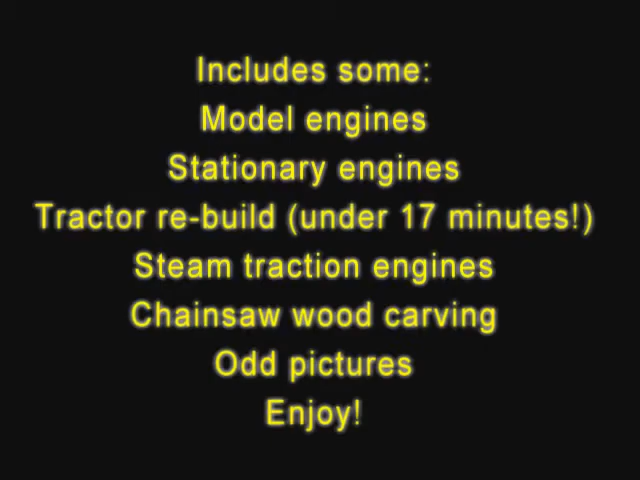 Includes some:
Model engines
Stationary engines
Tractor re-build (under 17 minutes!)
Steam traction engines
Chainsaw wood carving
Odd pictures
Enjoy!